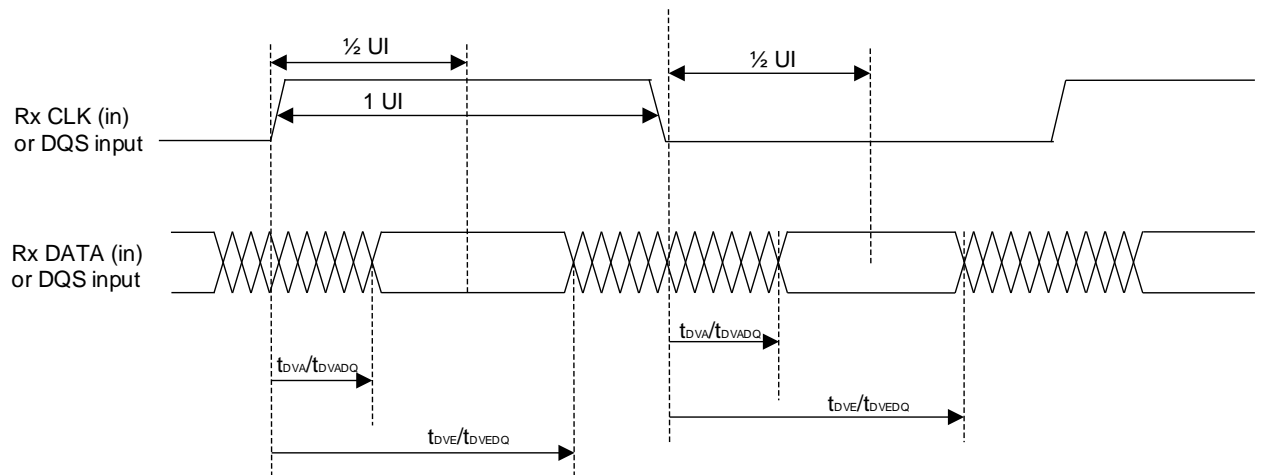 ½ UI
½ UI
1 UI
Rx CLK (in)
or DQS input
Rx DATA (in)
or DQS input
tDVA/tDVADQ
tDVA/tDVADQ
tDVE/tDVEDQ
tDVE/tDVEDQ